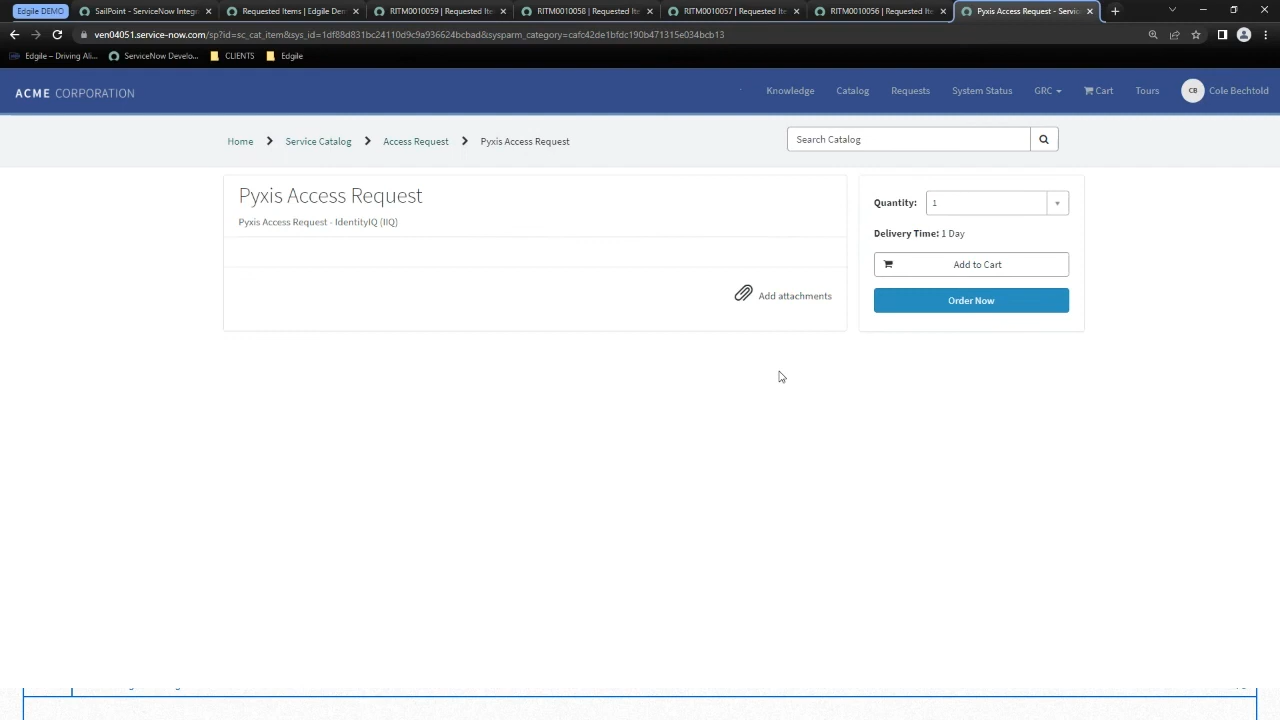 Edgile DEMO
SailPoint - ServiceNow Integ
Requested Items | Edgile Dem
RITM0010059 | Requested Ite
RITM0010058 | Requested Ite
RITM0010057 | Requested Ite
RITM0010056 | Requested Ite
Pyxis Access Request - Servic
ven04051.service-now.com/sp?id=sc_cat_item&sys_id=1df88d831bc24110d9c9a936624bcbad&sysparm_category=cafc42de1bfdc190b471315e034bcb13
Edgile – Driving Ali...
ServiceNow Develo...
CLIENTS
Edgile
ACME CORPORATION
Knowledge
Catalog
Requests
System Status
GRC
Cart
Tours
CB
Cole Bechtold
Home
Service Catalog
Access Request
Pyxis Access Request
Search Catalog
Pyxis Access Request
Pyxis Access Request - IdentityIQ (IIQ)
Add attachments
Quantity: 1
Delivery Time: 1 Day
Add to Cart
Order Now